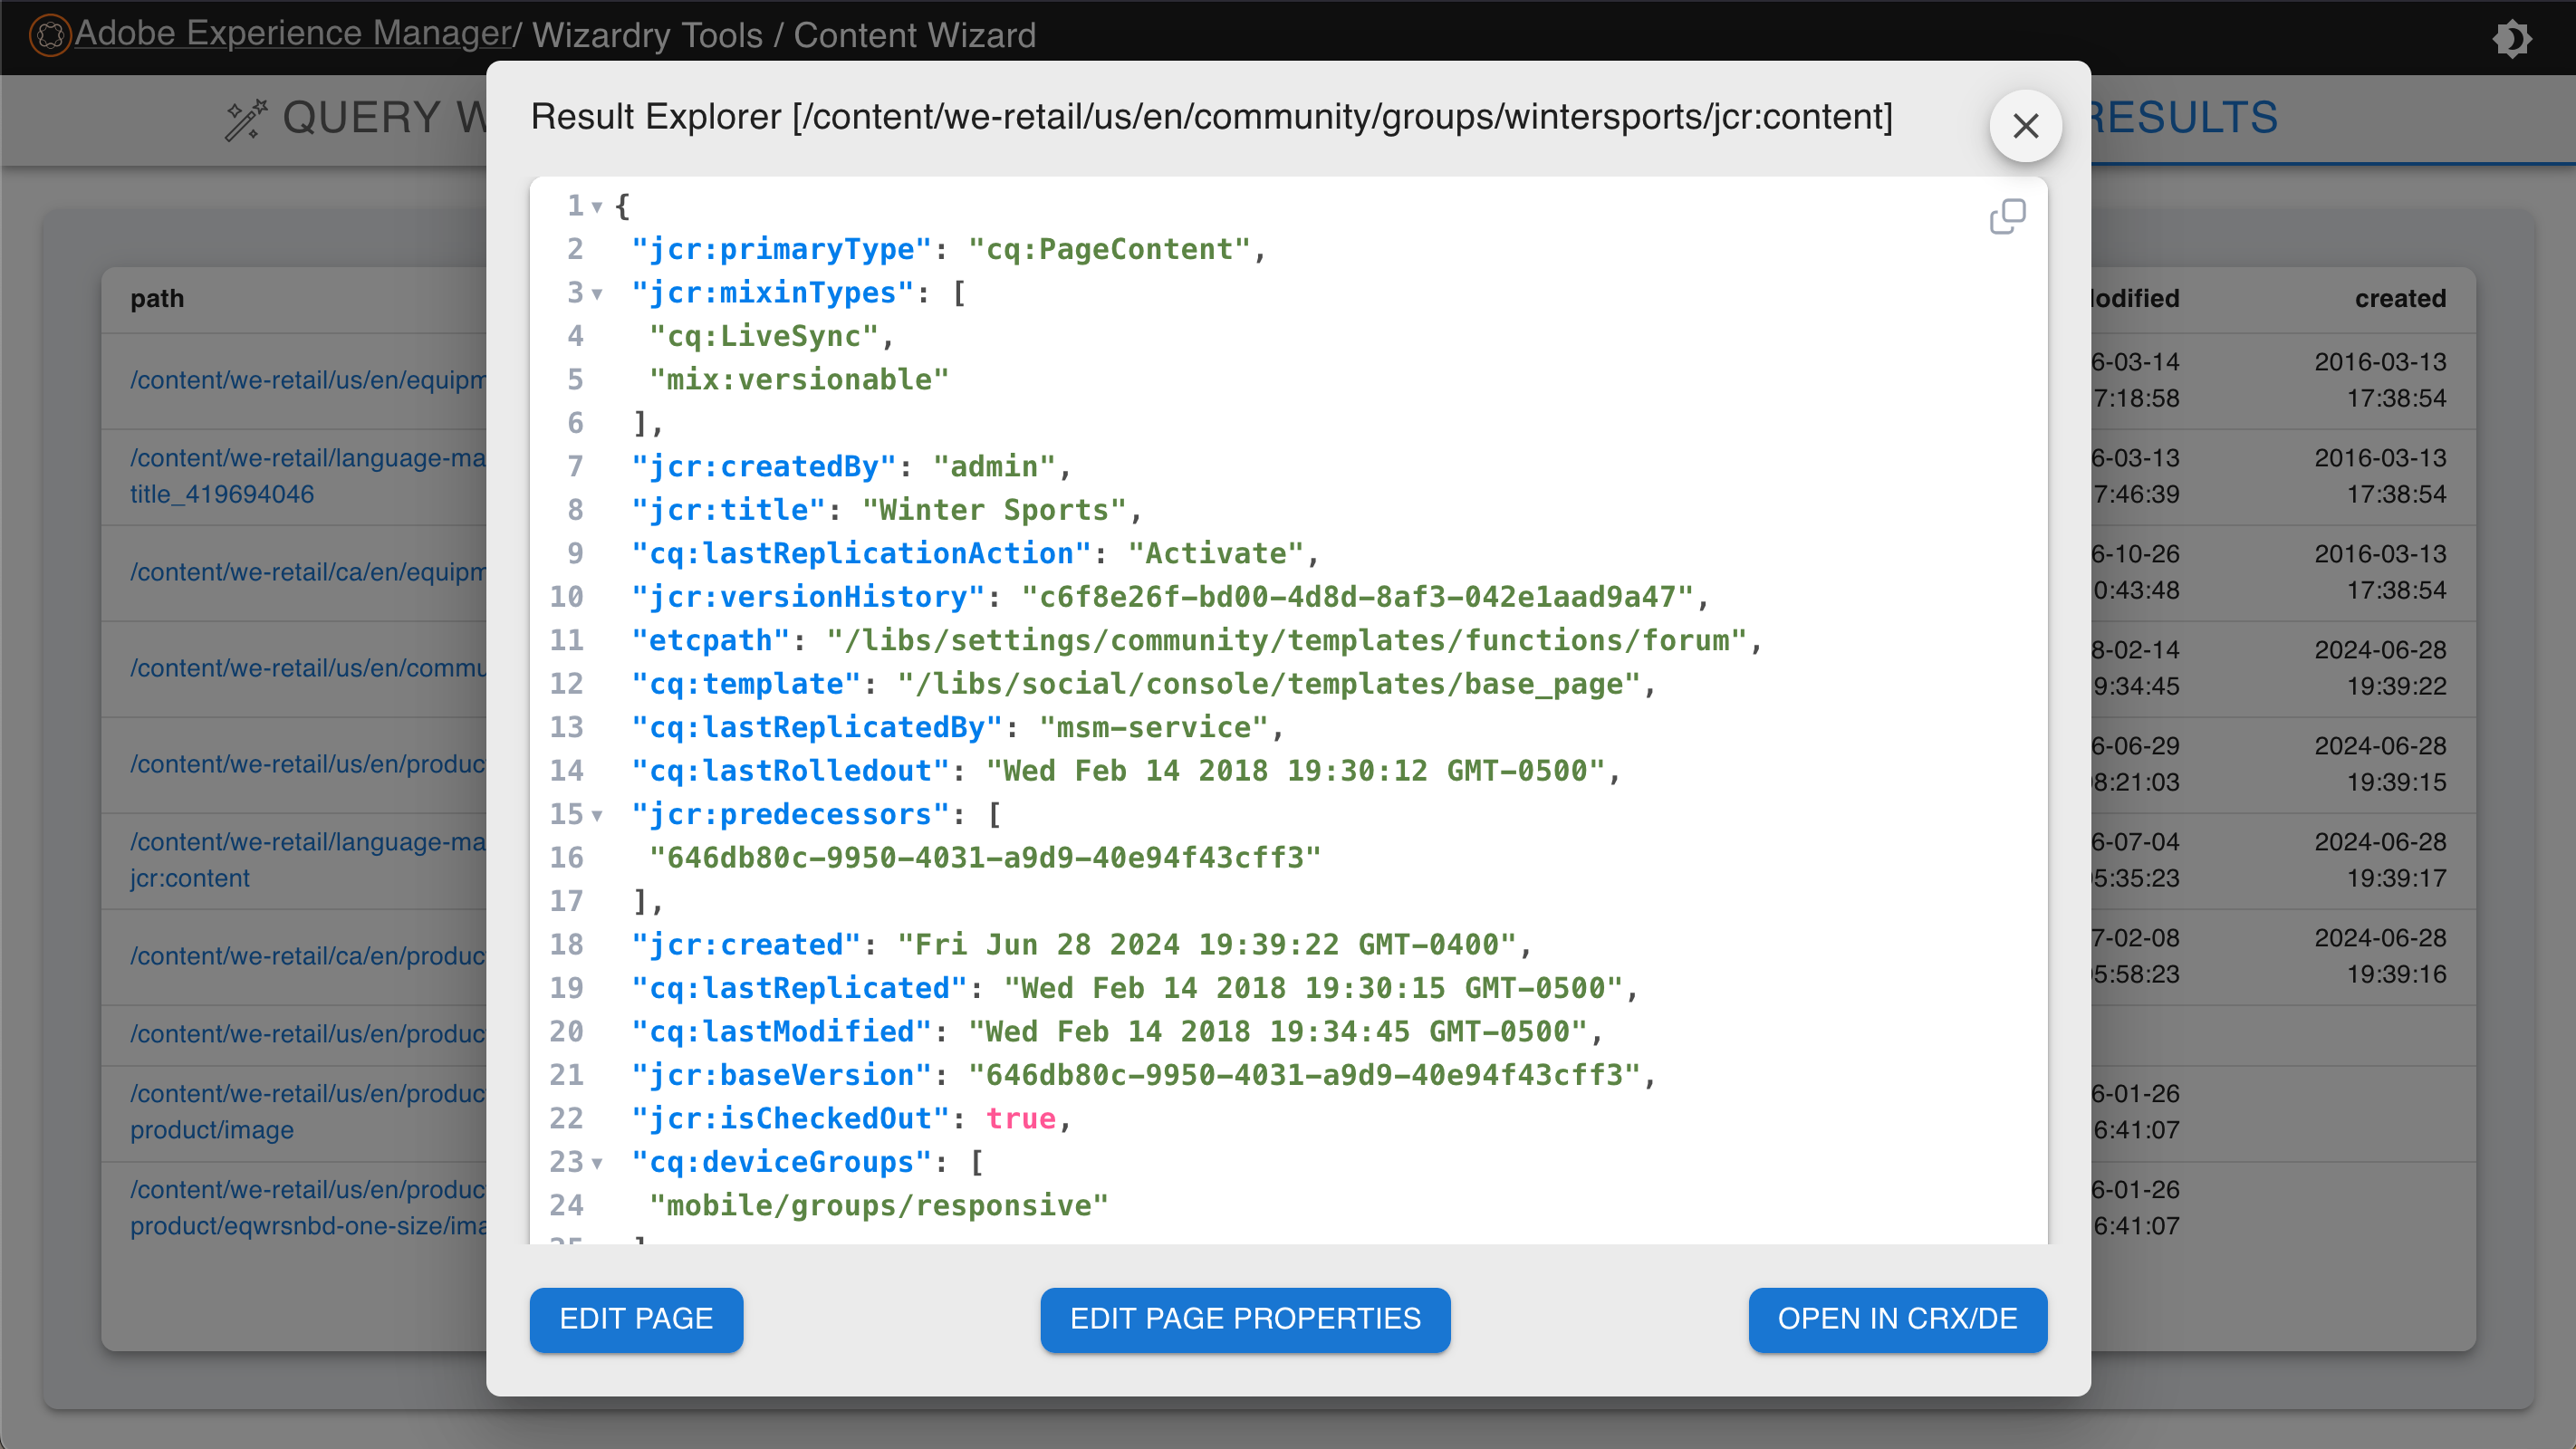 Adobe Experience Manager/ Wizardry Tools / Content Wizard
QUERY W
RESULTS
Result Explorer [/content/we-retail/us/en/community/groups/wintersports/jcr:content]
1 {
2 "jcr:primaryType": "cq:PageContent",
3 "jcr:mixinTypes": [
4 "cq:LiveSync",
5 "mix:versionable"
6 ],
7 "jcr:createdBy": "admin",
8 "jcr:title": "Winter Sports",
9 "cq:lastReplicationAction": "Activate",
10 "jcr:versionHistory": "c6f8e26f-bd00-4d8d-8af3-042e1aad9a47",
11 "etcpath": "/libs/settings/community/templates/functions/forum",
12 "cq:template": "/libs/social/console/templates/base_page",
13 "cq:lastReplicatedBy": "msm-service",
14 "cq:lastRolledout": "Wed Feb 14 2018 19:30:12 GMT-0500",
15 "jcr:predecessors": [
16 "646db80c-9950-4031-a9d9-40e94f43cff3"
17 ],
18 "jcr:created": "Fri Jun 28 2024 19:39:22 GMT-0400",
19 "cq:lastReplicated": "Wed Feb 14 2018 19:30:15 GMT-0500",
20 "cq:lastModified": "Wed Feb 14 2018 19:34:45 GMT-0500",
21 "jcr:baseVersion": "646db80c-9950-4031-a9d9-40e94f43cff3",
22 "jcr:isCheckedOut": true,
23 "cq:deviceGroups": [
24 "mobile/groups/responsive"
EDIT PAGE
EDIT PAGE PROPERTIES
OPEN IN CRX/DE
path
/content/we-retail/us/en/equipm
/content/we-retail/language-ma
title_419694046
/content/we-retail/ca/en/equipm
/content/we-retail/us/en/commu
/content/we-retail/us/en/produc
/content/we-retail/language-ma
jcr:content
/content/we-retail/ca/en/produc
/content/we-retail/us/en/produc
/content/we-retail/us/en/produc
product/image
/content/we-retail/us/en/produc
product/eqwrsnbd-one-size/ima
odified created
6-03-14 2016-03-13
7:18:58 17:38:54
6-03-13 2016-03-13
7:46:39 17:38:54
6-10-26 2016-03-13
0:43:48 17:38:54
8-02-14 2024-06-28
9:34:45 19:39:22
6-06-29 2024-06-28
8:21:03 19:39:15
6-07-04 2024-06-28
5:35:23 19:39:17
7-02-08 2024-06-28
5:58:23 19:39:16
6-01-26
6:41:07
6-01-26
6:41:07